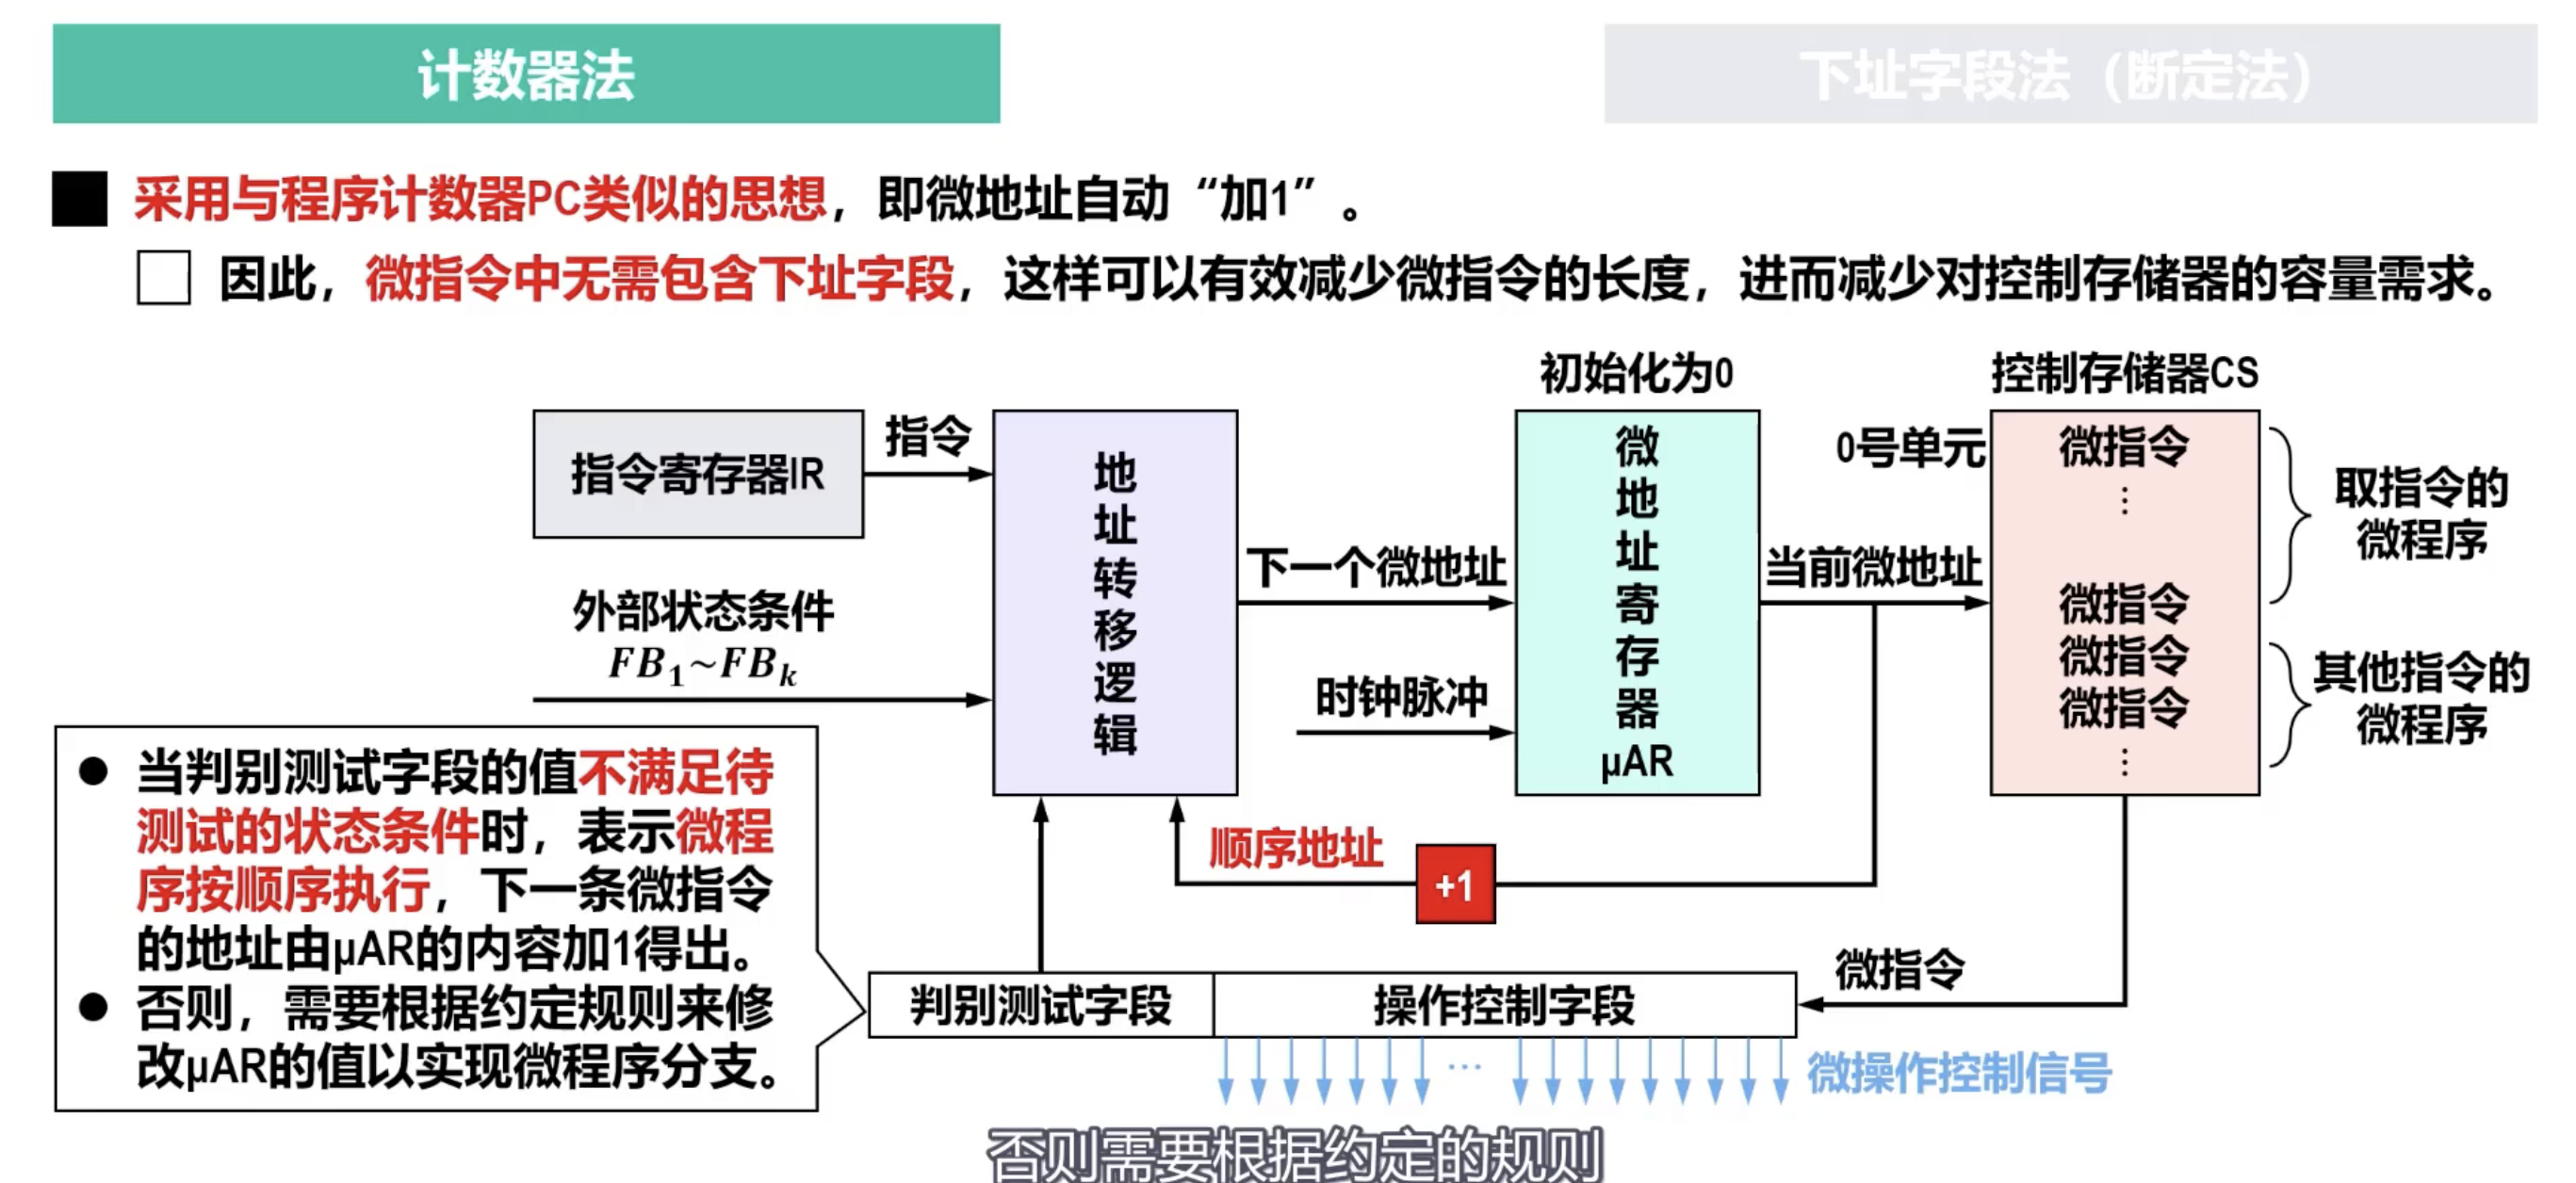 计数器法
下址字段法（断定法）
采用与程序计数器PC类似的思想，即微地址自动“加1”。
因此，微指令中无需包含下址字段，这样可以有效减少微指令的长度，进而减少对控制存储器的容量需求。
初始化为0
控制存储器CS
指令寄存器IR
指令
外部状态条件
FB₁~FBₖ
地址转移逻辑
下一个微地址
时钟脉冲
微地址寄存器
μAR
当前微地址
0号单元
微指令
⋮
微指令
微指令
微指令
⋮
取指令的
微程序
其他指令的
微程序
顺序地址
+1
微指令
判别测试字段
操作控制字段
…
微操作控制信号
● 当判别测试字段的值不满足待
测试的状态条件时，表示微程
序按顺序执行，下一条微指令
的地址由μAR的内容加1得出。
● 否则，需要根据约定规则来修
改μAR的值以实现微程序分支。
否则需要根据约定的规则